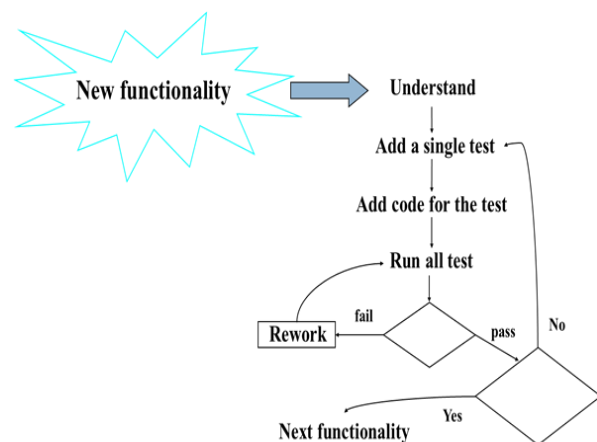 New functionality
Understand
Add a single test
Add code for the test
Run all test
fail
Rework
pass
No
Yes
Next functionality